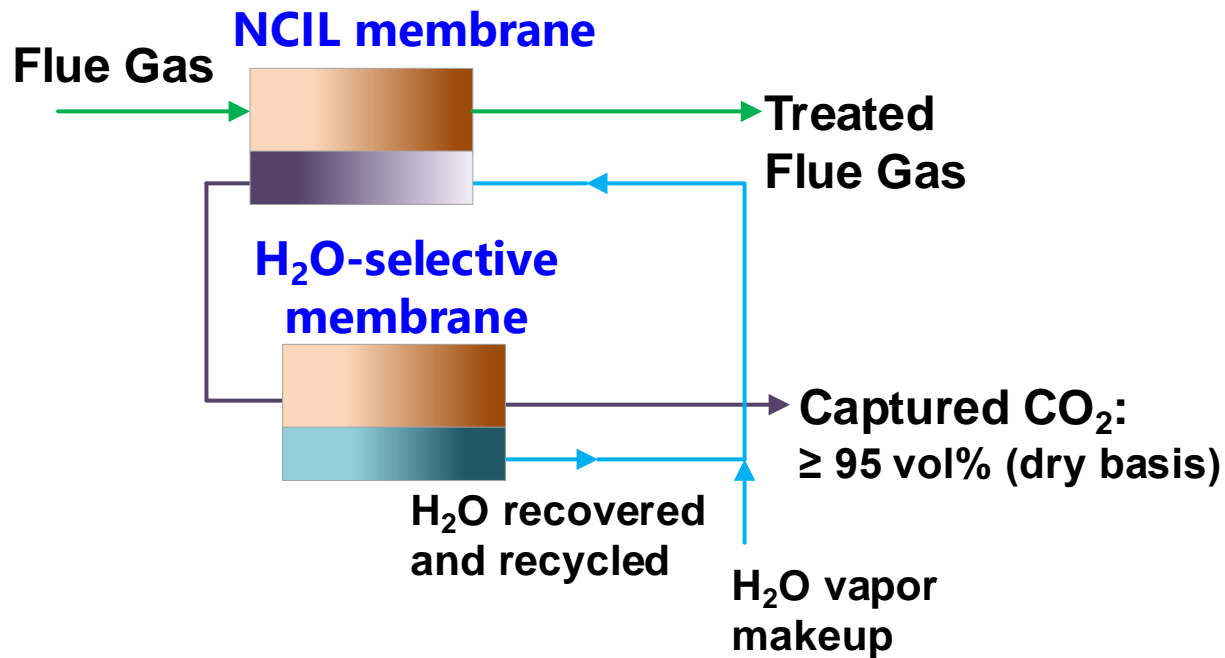 NCIL membrane
Flue Gas
Treated
Flue Gas
H₂O-selective
membrane
Captured CO₂:
≥ 95 vol% (dry basis)
H₂O recovered
and recycled
H₂O vapor
makeup